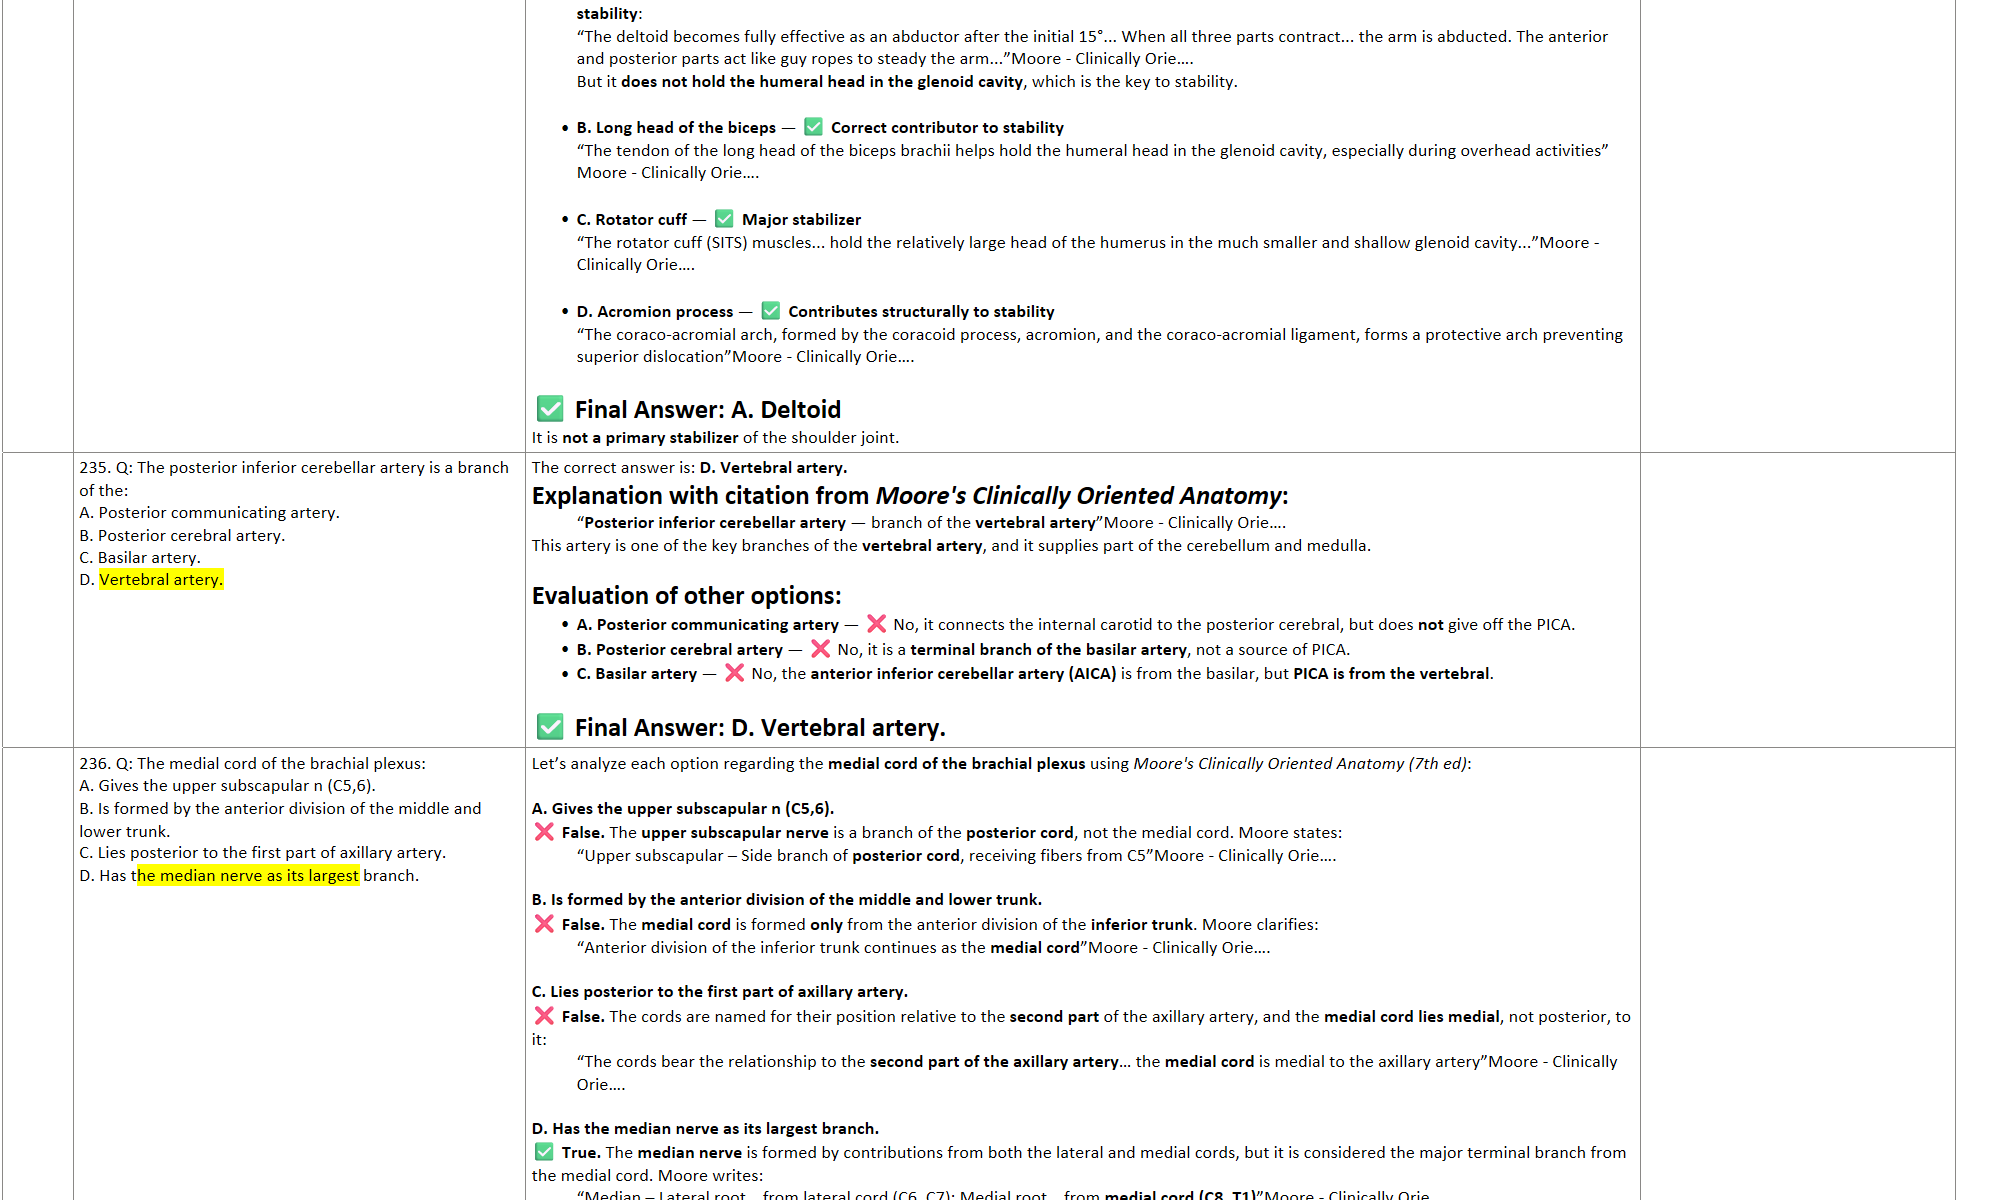 stability:
“The deltoid becomes fully effective as an abductor after the initial 15°... When all three parts contract... the arm is abducted. The anterior
and posterior parts act like guy ropes to steady the arm...”Moore - Clinically Orie….
But it does not hold the humeral head in the glenoid cavity, which is the key to stability.
• B. Long head of the biceps — ✅ Correct contributor to stability
“The tendon of the long head of the biceps brachii helps hold the humeral head in the glenoid cavity, especially during overhead activities”
Moore - Clinically Orie….
• C. Rotator cuff — ✅ Major stabilizer
“The rotator cuff (SITS) muscles... hold the relatively large head of the humerus in the much smaller and shallow glenoid cavity...”Moore -
Clinically Orie….
• D. Acromion process — ✅ Contributes structurally to stability
“The coraco-acromial arch, formed by the coracoid process, acromion, and the coraco-acromial ligament, forms a protective arch preventing
superior dislocation”Moore - Clinically Orie….
✅ Final Answer: A. Deltoid
It is not a primary stabilizer of the shoulder joint.
235. Q: The posterior inferior cerebellar artery is a branch
of the:
A. Posterior communicating artery.
B. Posterior cerebral artery.
C. Basilar artery.
D. Vertebral artery.
The correct answer is: D. Vertebral artery.
Explanation with citation from Moore's Clinically Oriented Anatomy:
“Posterior inferior cerebellar artery — branch of the vertebral artery”Moore - Clinically Orie….
This artery is one of the key branches of the vertebral artery, and it supplies part of the cerebellum and medulla.
Evaluation of other options:
• A. Posterior communicating artery — ❌ No, it connects the internal carotid to the posterior cerebral, but does not give off the PICA.
• B. Posterior cerebral artery — ❌ No, it is a terminal branch of the basilar artery, not a source of PICA.
• C. Basilar artery — ❌ No, the anterior inferior cerebellar artery (AICA) is from the basilar, but PICA is from the vertebral.
✅ Final Answer: D. Vertebral artery.
236. Q: The medial cord of the brachial plexus:
A. Gives the upper subscapular n (C5,6).
B. Is formed by the anterior division of the middle and
lower trunk.
C. Lies posterior to the first part of axillary artery.
D. Has the median nerve as its largest branch.
Let’s analyze each option regarding the medial cord of the brachial plexus using Moore's Clinically Oriented Anatomy (7th ed):
A. Gives the upper subscapular n (C5,6).
❌ False. The upper subscapular nerve is a branch of the posterior cord, not the medial cord. Moore states:
“Upper subscapular – Side branch of posterior cord, receiving fibers from C5”Moore - Clinically Orie….
B. Is formed by the anterior division of the middle and lower trunk.
❌ False. The medial cord is formed only from the anterior division of the inferior trunk. Moore clarifies:
“Anterior division of the inferior trunk continues as the medial cord”Moore - Clinically Orie….
C. Lies posterior to the first part of axillary artery.
❌ False. The cords are named for their position relative to the second part of the axillary artery, and the medial cord lies medial, not posterior, to
it:
“The cords bear the relationship to the second part of the axillary artery... the medial cord is medial to the axillary artery”Moore - Clinically
Orie….
D. Has the median nerve as its largest branch.
✅ True. The median nerve is formed by contributions from both the lateral and medial cords, but it is considered the major terminal branch from
the medial cord. Moore writes:
“Median – Lateral root... from lateral cord (C6, C7); Medial root... from medial cord (C8, T1)”Moore - Clinically Orie